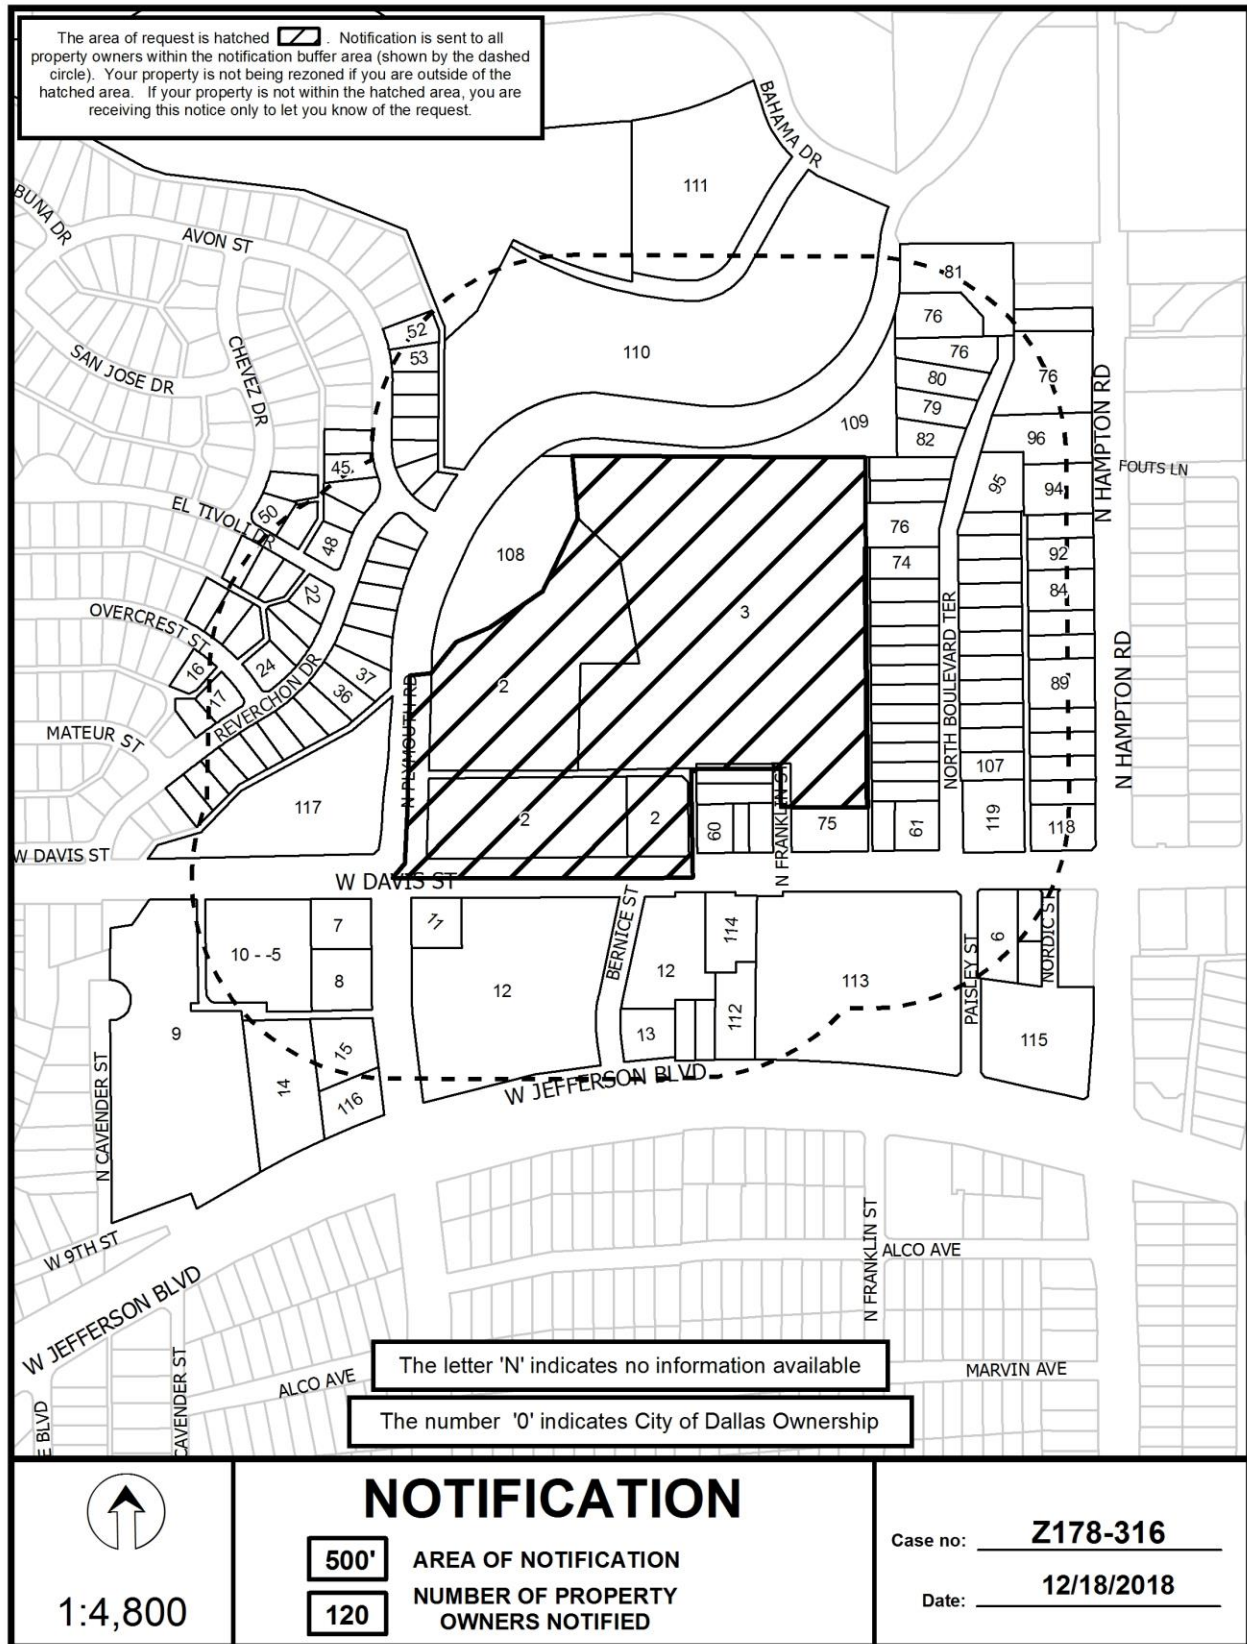 The area of request is hatched . Notification is sent to all
property owners within the notification buffer area (shown by the dashed
circle). Your property is not being rezoned if you are outside of the
hatched area. If your property is not within the hatched area, you are
receiving this notice only to let you know of the request.
BAHAMA DR
111
BUNA DR
AVON ST
81
76
52
53
110
76
CHEVEZ DR
SAN JOSE DR
80
76
79
109
82
96
N HAMPTON RD
45
FOUTS LN
95
94
50
EL TIVOLI DR
48
108
76
92
74
84
22
3
OVERCREST ST
NORTH BOULEVARD TER
16
24
37
2
17
36
89
N HAMPTON RD
REVERCHON DR
N PLYMOUTH RD
MATEUR ST
107
117
2
2
60
N FRANKLIN ST
75
61
119
118
W DAVIS ST
W DAVIS ST
7
11
BERNICE ST
114
6
NORDIC ST
10 - -5
PAISLEY ST
8
12
12
113
9
13
112
115
15
14
116
W JEFFERSON BLVD
N CAVENDER ST
W 9TH ST
N FRANKLIN ST
ALCO AVE
W JEFFERSON BLVD
The letter 'N' indicates no information available
MARVIN AVE
ALCO AVE
CAVENDER ST
The number '0' indicates City of Dallas Ownership
E BLVD
NOTIFICATION
500' AREA OF NOTIFICATION
120 NUMBER OF PROPERTY
OWNERS NOTIFIED
1:4,800
Case no: Z178-316
Date: 12/18/2018